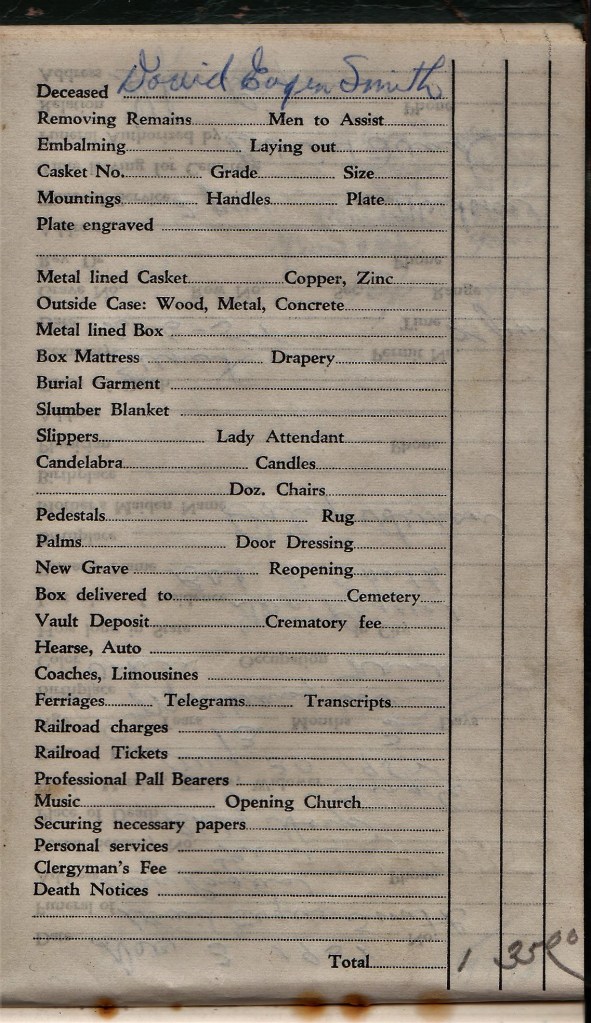 Deceased David Eugen Smith
Removing Remains Men to Assist
Embalming Laying out
Casket No. Grade Size
Mountings Handles Plate
Plate engraved
Metal lined Casket Copper, Zinc
Outside Case: Wood, Metal, Concrete
Metal lined Box
Box Mattress Drapery
Burial Garment
Slumber Blanket
Slippers Lady Attendant
Candelabra Candles
Doz. Chairs
Pedestals Rug
Palms Door Dressing
New Grave Reopening
Box delivered to Cemetery
Vault Deposit Crematory fee
Hearse, Auto
Coaches, Limousines
Ferriages Telegrams Transcripts
Railroad charges
Railroad Tickets
Professional Pall Bearers
Music Opening Church
Securing necessary papers
Personal services
Clergyman's Fee
Death Notices
Total 1 35 00